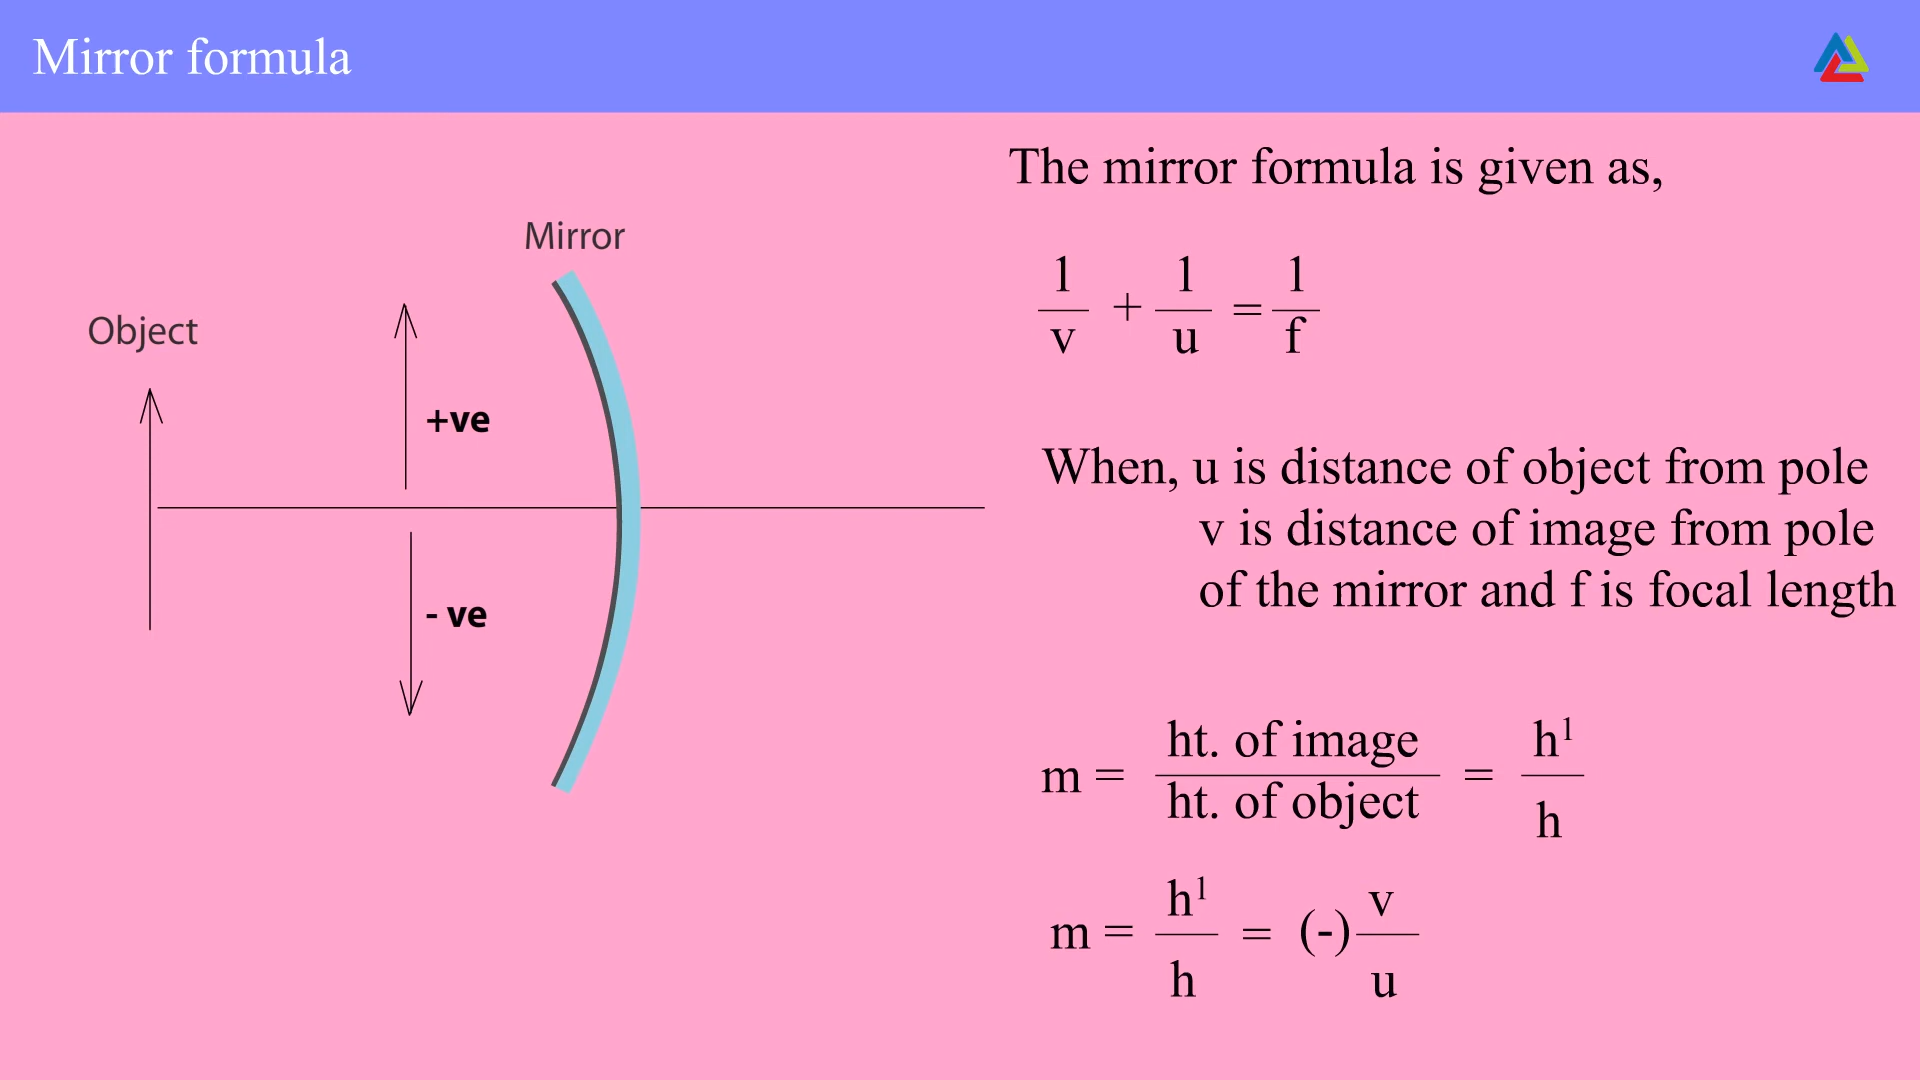 Mirror formula
Mirror
Object
+ve
- ve
The mirror formula is given as,
1/v + 1/u = 1/f
When, u is distance of object from pole
v is distance of image from pole
of the mirror and f is focal length
m = ht. of image/ht. of object = h¹/h
m = h¹/h = (-) v/u